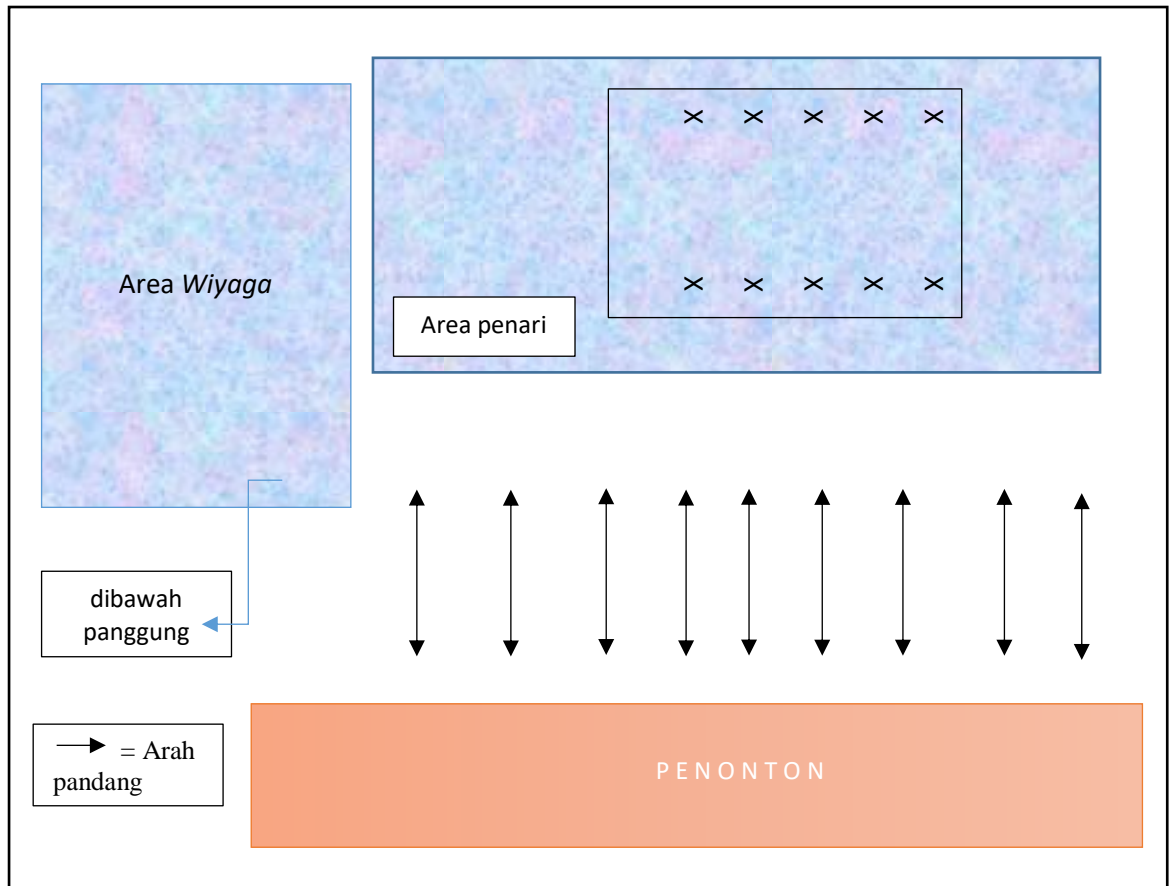 × × × × ×
Area Wiyaga
× × × × ×
Area penari
dibawah
panggung
= Arah
pandang
PENONTON